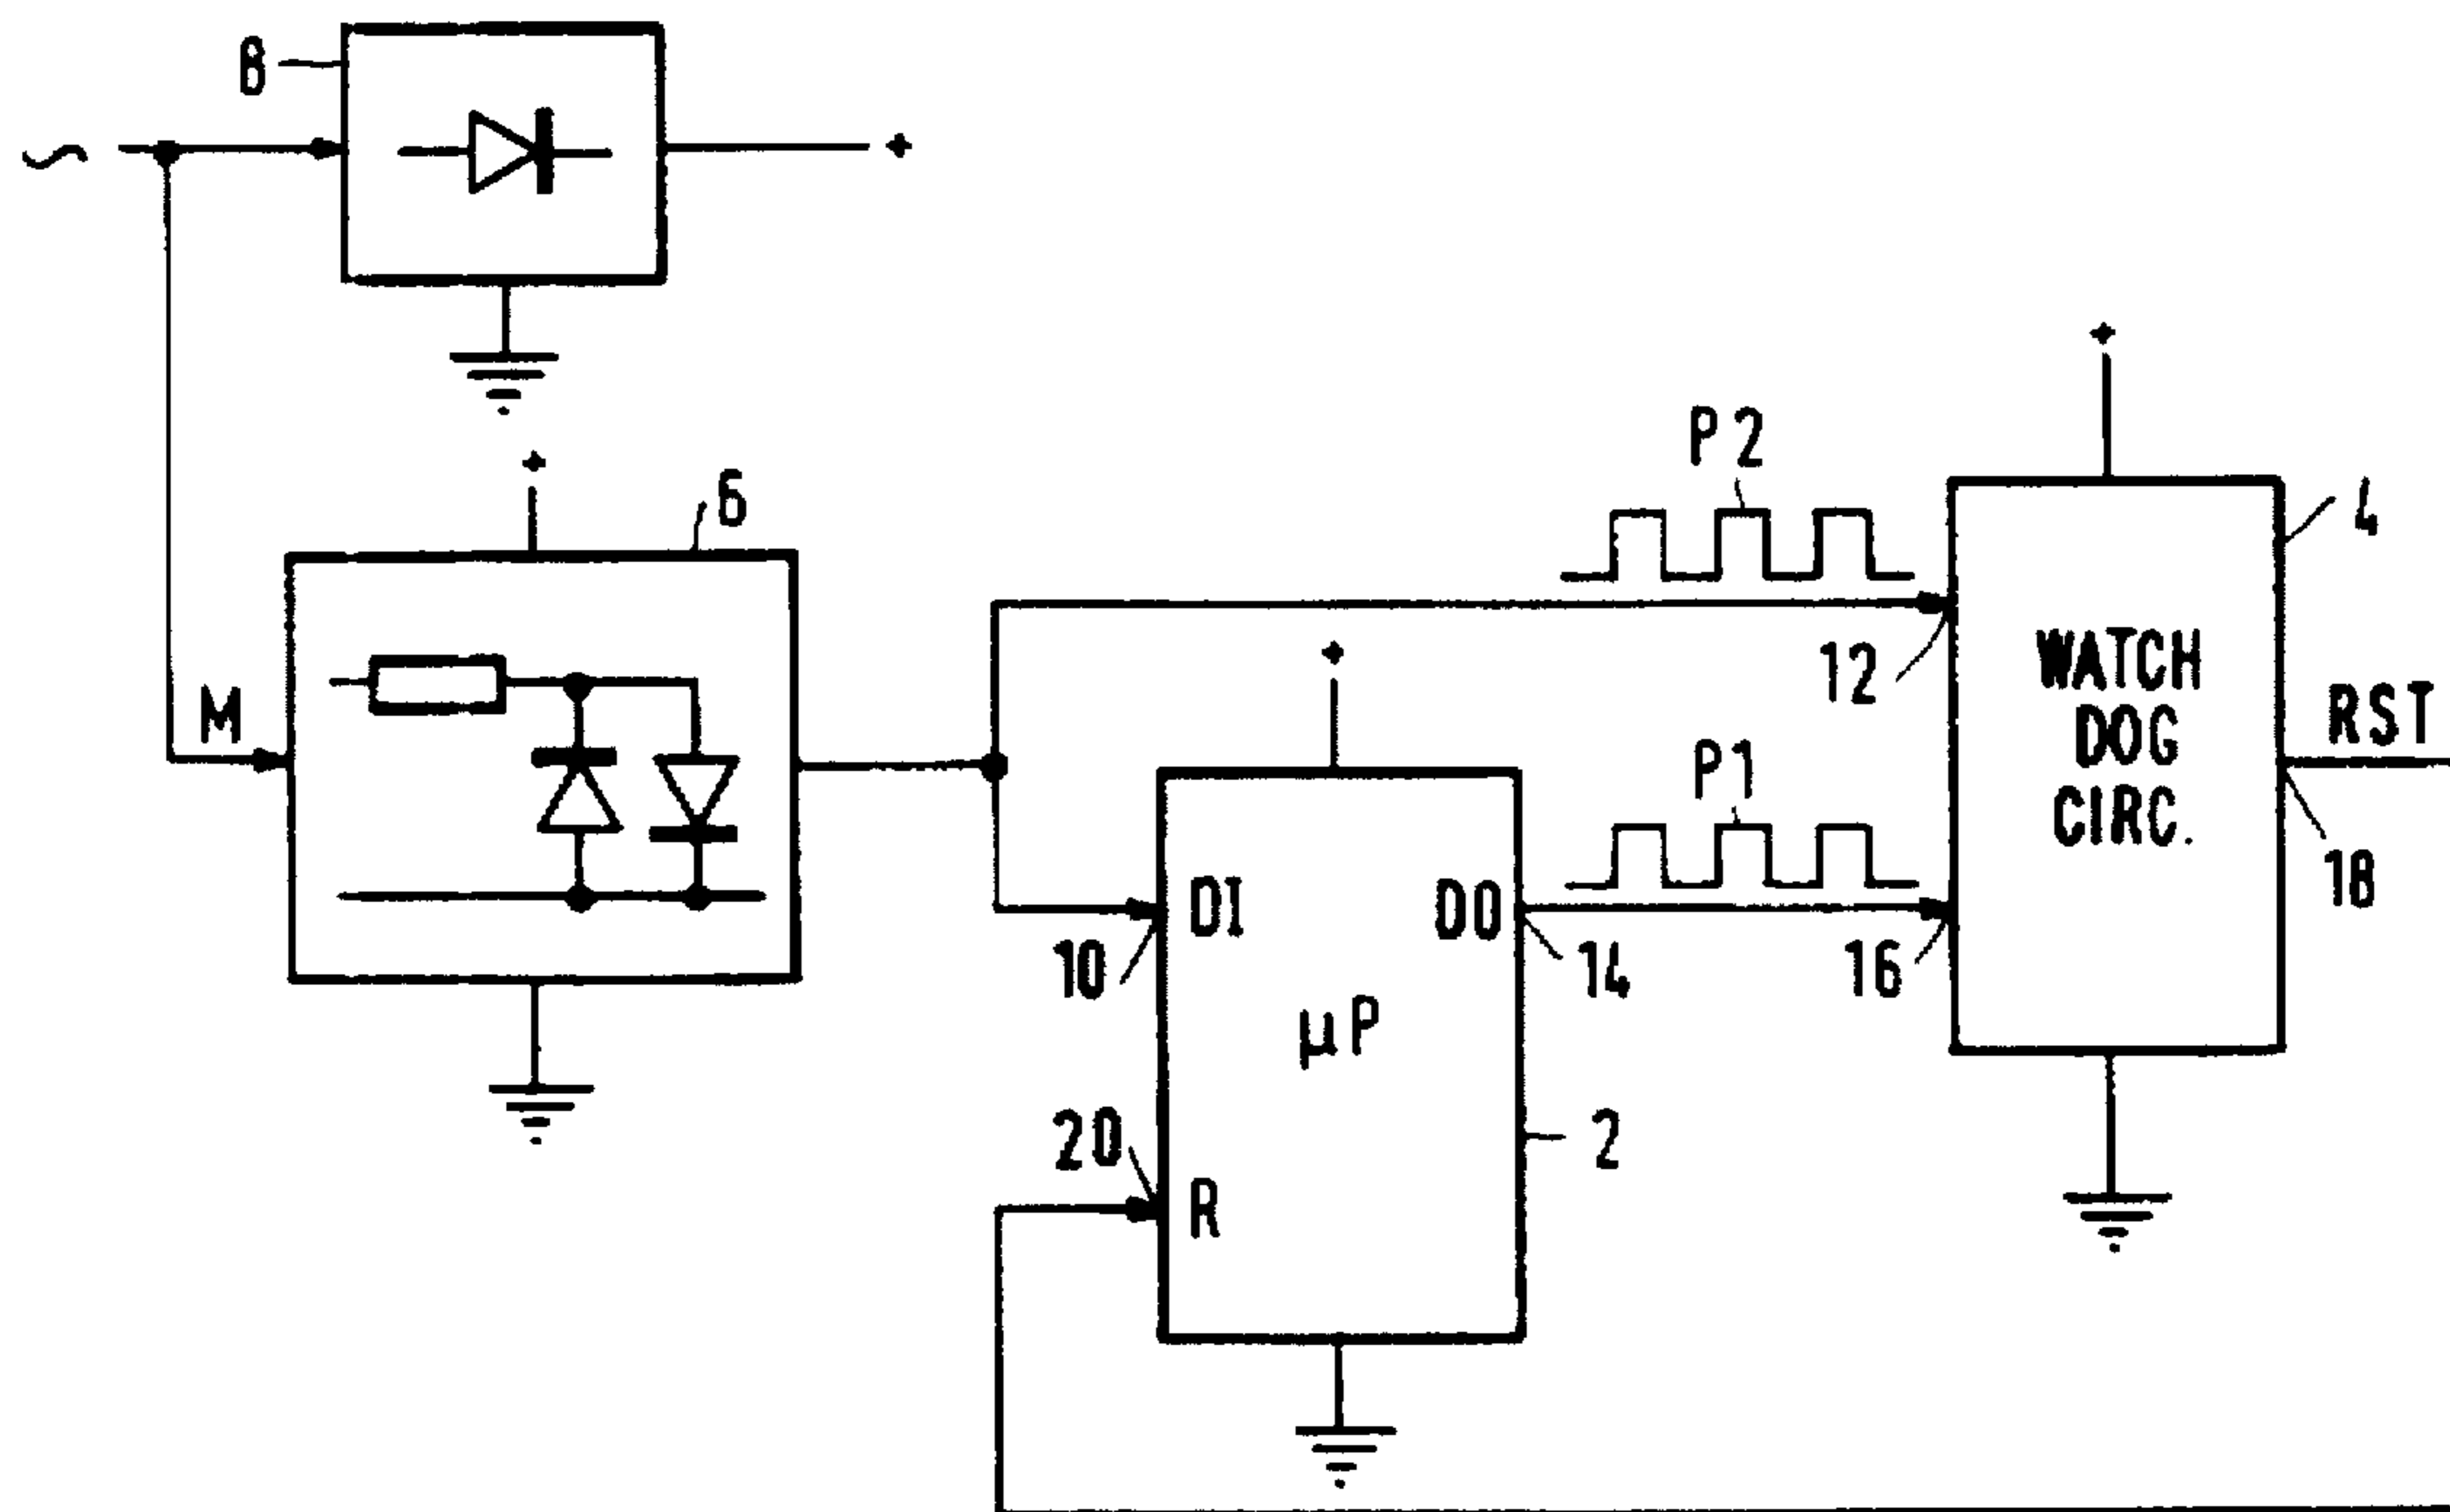 8
∼
+
+
6
M
P2
+
4
12
WATCH
DOG
CIRC.
RST
18
+
P1
DI
DO
10
14
16
µP
20
2
R